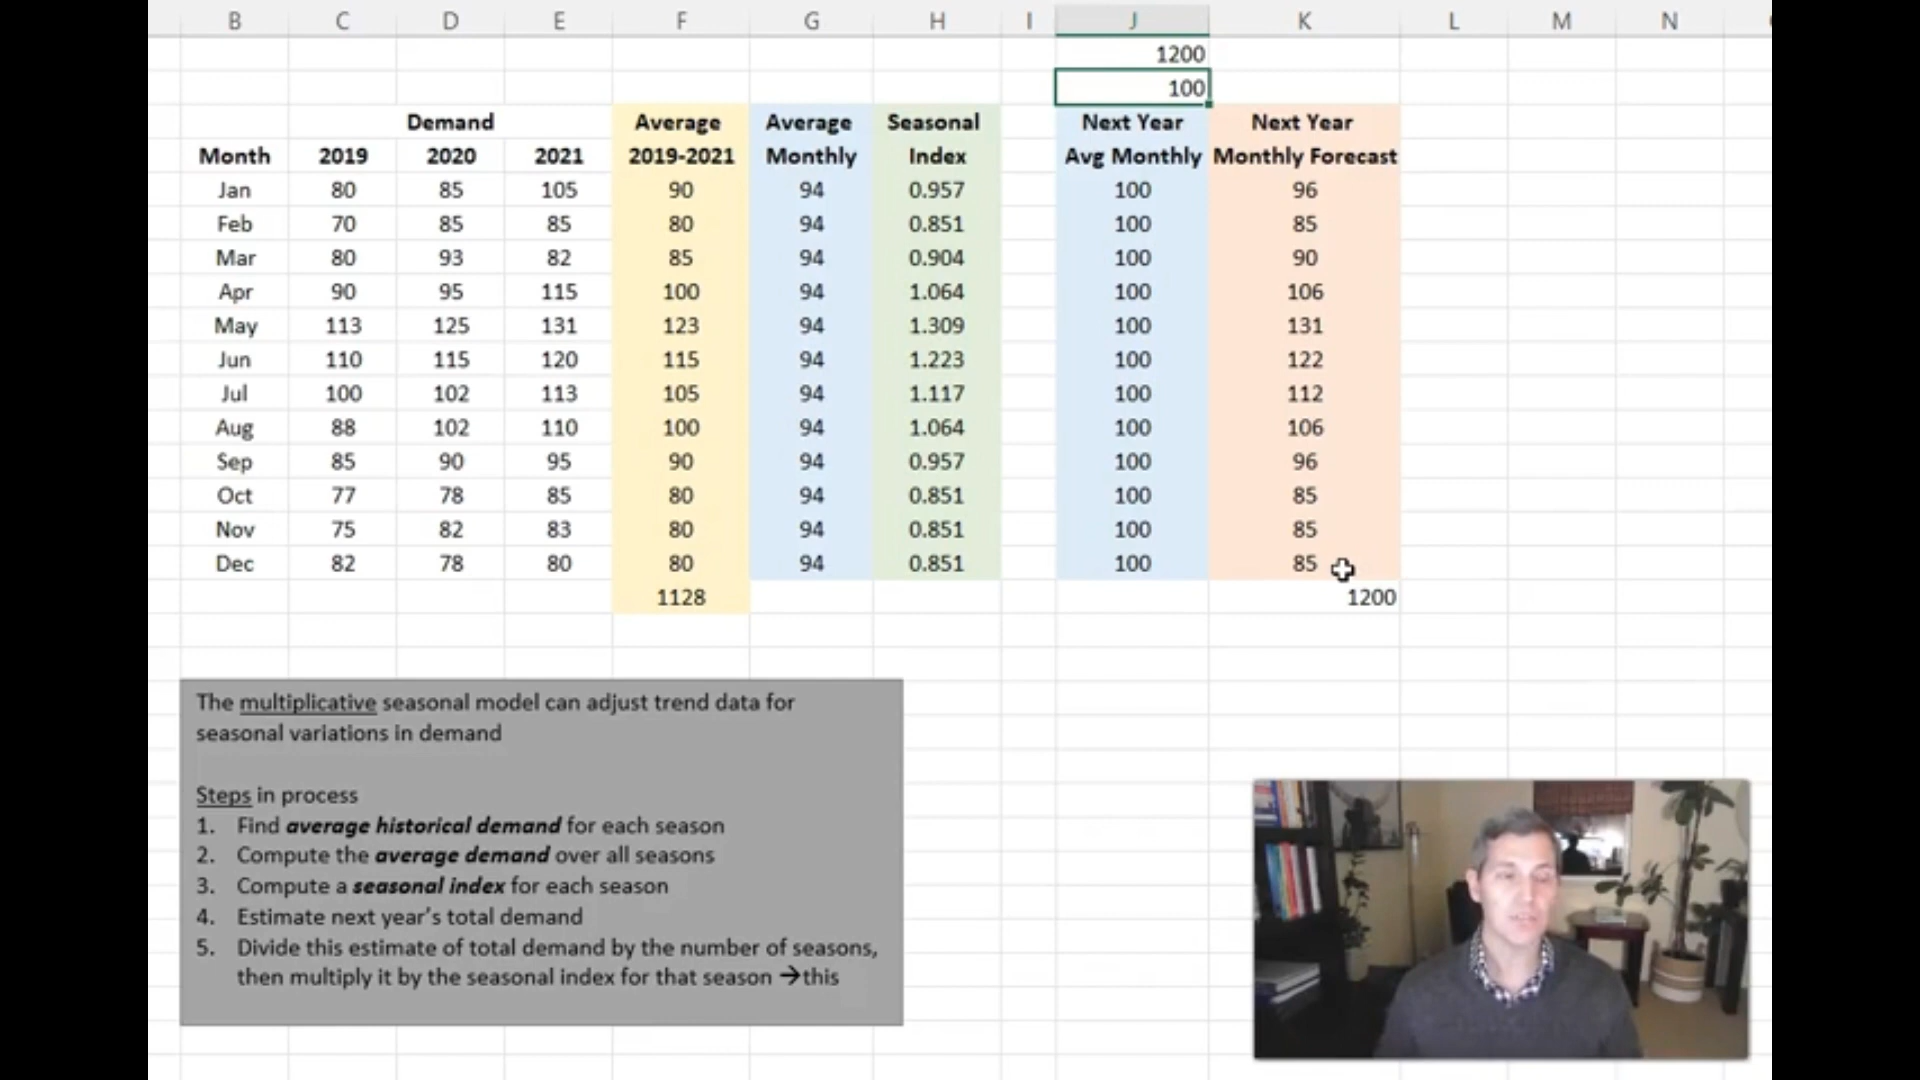 B C D E F G H I J K L M N
1200
100
Demand Average Average Seasonal Next Year Next Year
Month 2019 2020 2021 2019-2021 Monthly Index Avg Monthly Monthly Forecast
Jan 80 85 105 90 94 0.957 100 96
Feb 70 85 85 80 94 0.851 100 85
Mar 80 93 82 85 94 0.904 100 90
Apr 90 95 115 100 94 1.064 100 106
May 113 125 131 123 94 1.309 100 131
Jun 110 115 120 115 94 1.223 100 122
Jul 100 102 113 105 94 1.117 100 112
Aug 88 102 110 100 94 1.064 100 106
Sep 85 90 95 90 94 0.957 100 96
Oct 77 78 85 80 94 0.851 100 85
Nov 75 82 83 80 94 0.851 100 85
Dec 82 78 80 80 94 0.851 100 85
1128 1200
The multiplicative seasonal model can adjust trend data for
seasonal variations in demand
Steps in process
1. Find average historical demand for each season
2. Compute the average demand over all seasons
3. Compute a seasonal index for each season
4. Estimate next year's total demand
5. Divide this estimate of total demand by the number of seasons,
then multiply it by the seasonal index for that season →this